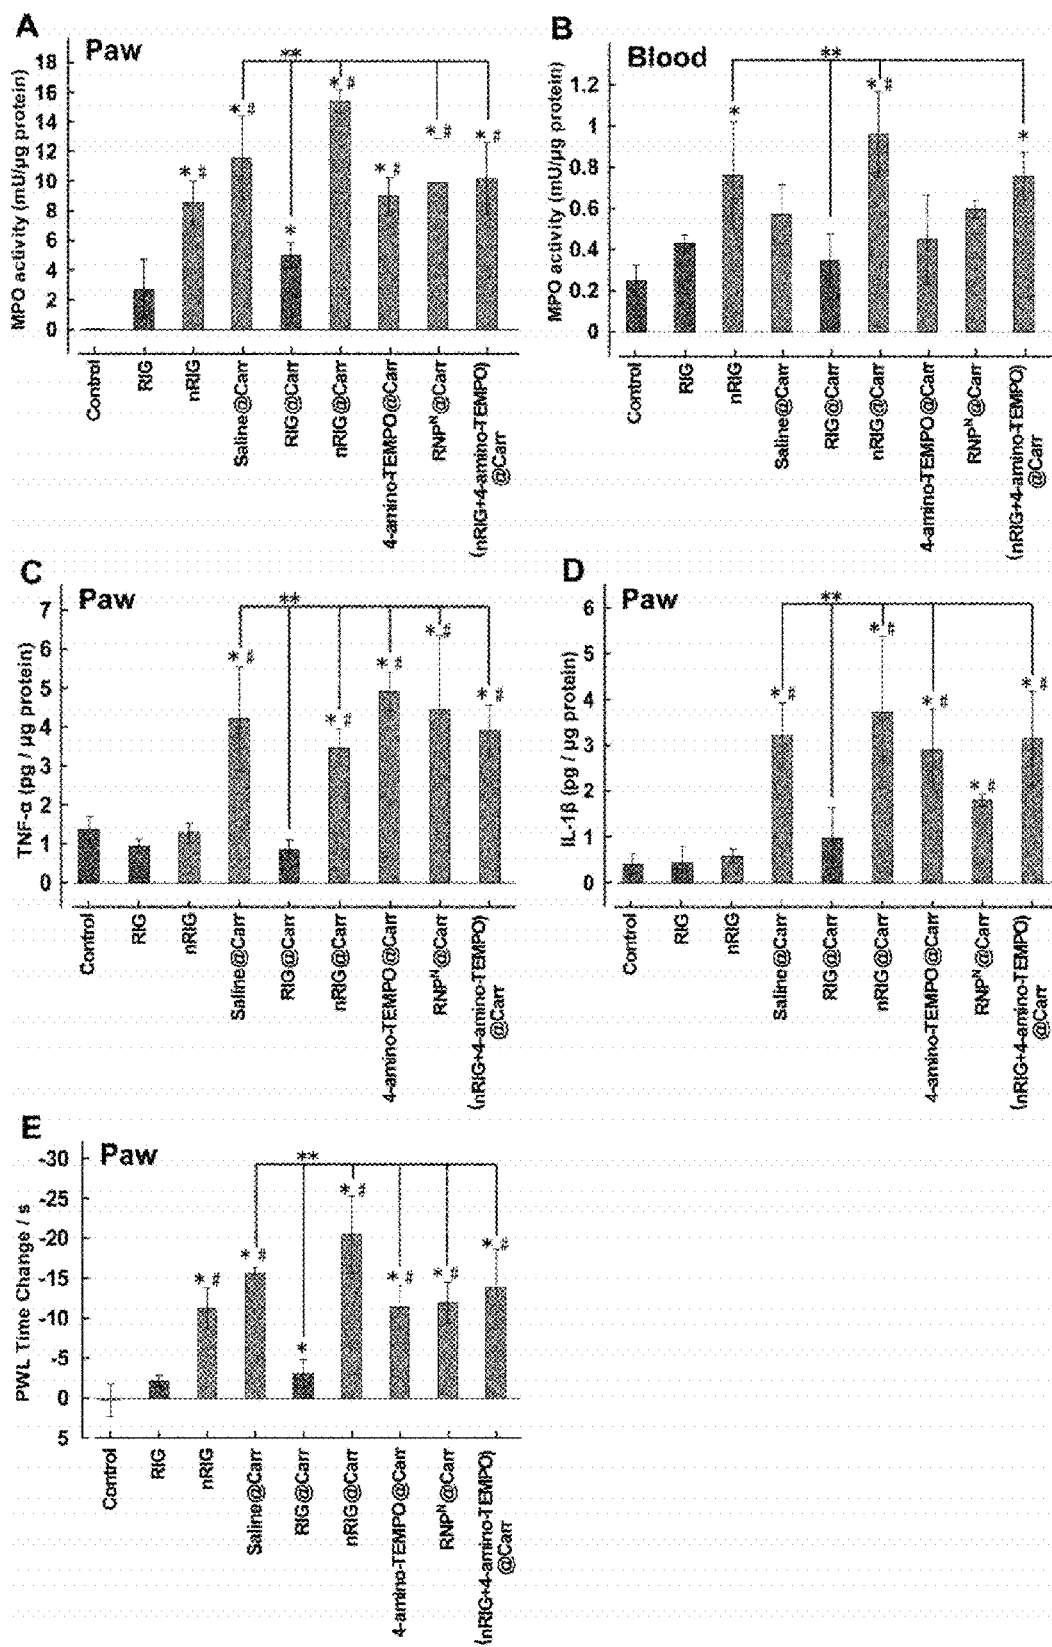 A
Paw
MPO activity (mU/µg protein)
18
16
14
12
10
8
6
4
2
0
**
* #
* #
*
* #
* #
* #
* #
Control
RIG
nRIG
Saline@Carr
RIG@Carr
nRIG@Carr
4-amino-TEMPO@Carr
RNPᴺ@Carr
(nRIG+4-amino-TEMPO)
@Carr
B
Blood
MPO activity (mU/µg protein)
1.2
1
0.8
0.6
0.4
0.2
0
**
*
* #
*
Control
RIG
nRIG
Saline@Carr
RIG@Carr
nRIG@Carr
4-amino-TEMPO@Carr
RNPᴺ@Carr
(nRIG+4-amino-TEMPO)
@Carr
C
Paw
TNF-α (pg / µg protein)
7
6
5
4
3
2
1
0
**
* #
* #
* #
* #
* #
Control
RIG
nRIG
Saline@Carr
RIG@Carr
nRIG@Carr
4-amino-TEMPO@Carr
RNPᴺ@Carr
(nRIG+4-amino-TEMPO)
@Carr
D
Paw
IL-1β (pg / µg protein)
6
5
4
3
2
1
0
**
* #
* #
* #
* #
* #
Control
RIG
nRIG
Saline@Carr
RIG@Carr
nRIG@Carr
4-amino-TEMPO@Carr
RNPᴺ@Carr
(nRIG+4-amino-TEMPO)
@Carr
E
Paw
PWL Time Change / s
-30
-25
-20
-15
-10
-5
0
5
**
* #
* #
*
* #
* #
* #
* #
Control
RIG
nRIG
Saline@Carr
RIG@Carr
nRIG@Carr
4-amino-TEMPO@Carr
RNPᴺ@Carr
(nRIG+4-amino-TEMPO)
@Carr